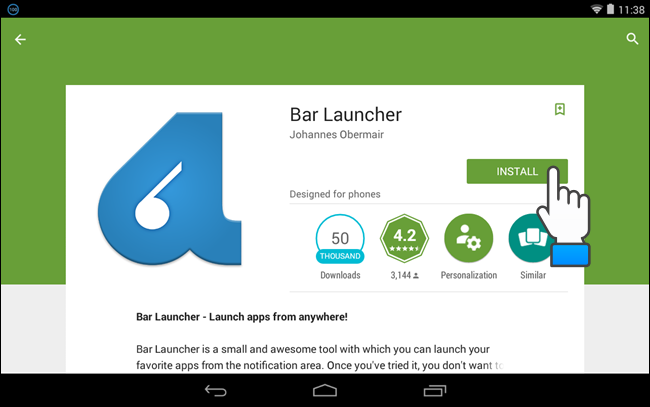 100
11:38
Bar Launcher
Johannes Obermair
INSTALL
Designed for phones
50
THOUSAND
Downloads
4.2
3,144
Personalization
Similar
Bar Launcher - Launch apps from anywhere!
Bar Launcher is a small and awesome tool with which you can launch your
favorite apps from the notification area. Once you've tried it, you don't want to